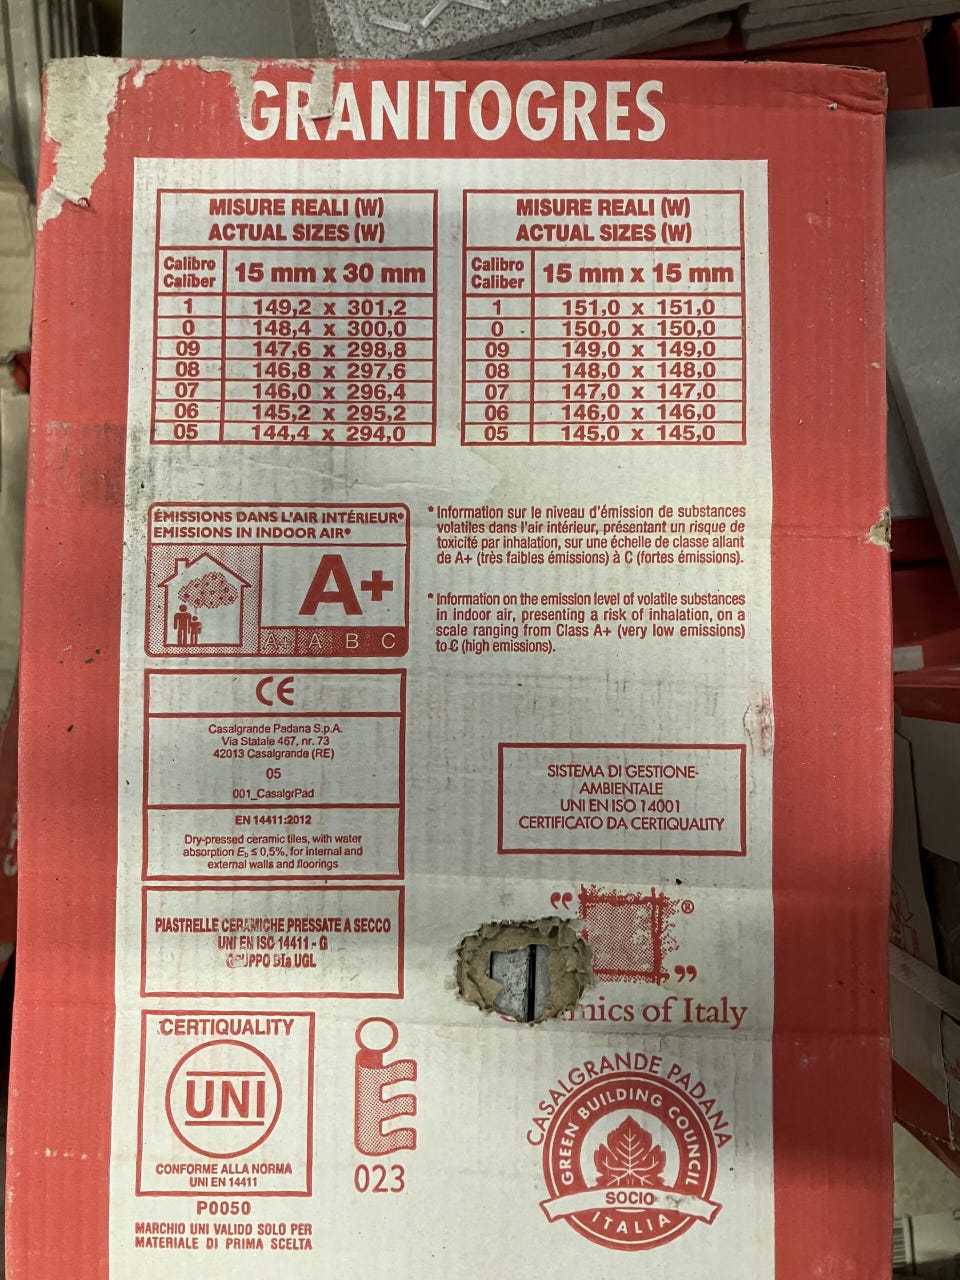 GRANITOGRES
MISURE REALI (W)
ACTUAL SIZES (W)
Calibro
Caliber
15 mm x 30 mm
1 149,2 x 301,2
0 148,4 x 300,0
09 147,6 x 298,8
08 146,8 x 297,6
07 146,0 x 296,4
06 145,2 x 295,2
05 144,4 x 294,0
MISURE REALI (W)
ACTUAL SIZES (W)
Calibro
Caliber
15 mm x 15 mm
1 151,0 x 151,0
0 150,0 x 150,0
09 149,0 x 149,0
08 148,0 x 148,0
07 147,0 x 147,0
06 146,0 x 146,0
05 145,0 x 145,0
ÉMISSIONS DANS L'AIR INTÉRIEUR*
EMISSIONS IN INDOOR AIR*
A+
A+ A B C
* Information sur le niveau d'émission de substances
volatiles dans l'air intérieur, présentant un risque de
toxicité par inhalation, sur une échelle de classe allant
de A+ (très faibles émissions) à C (fortes émissions).
* Information on the emission level of volatile substances
in indoor air, presenting a risk of inhalation, on a
scale ranging from Class A+ (very low emissions)
to C (high emissions).
CE
Casalgrande Padana S.p.A.
Via Statale 467, nr. 73
42013 Casalgrande (RE)
05
001_CasalgrPad
EN 14411:2012
Dry-pressed ceramic tiles, with water
absorption Eb ≤ 0,5%, for internal and
external walls and floorings
SISTEMA DI GESTIONE
AMBIENTALE
UNI EN ISO 14001
CERTIFICATO DA CERTIQUALITY
PIASTRELLE CERAMICHE PRESSATE A SECCO
UNI EN ISO 14411 - G
GRUPPO BIa UGL
®
of Italy
CERTIQUALITY
UNI
CONFORME ALLA NORMA
UNI EN 14411
P0050
MARCHIO UNI VALIDO SOLO PER
MATERIALE DI PRIMA SCELTA
023
CASALGRANDE PADANA
GREEN BUILDING COUNCIL
SOCIO
ITALIA